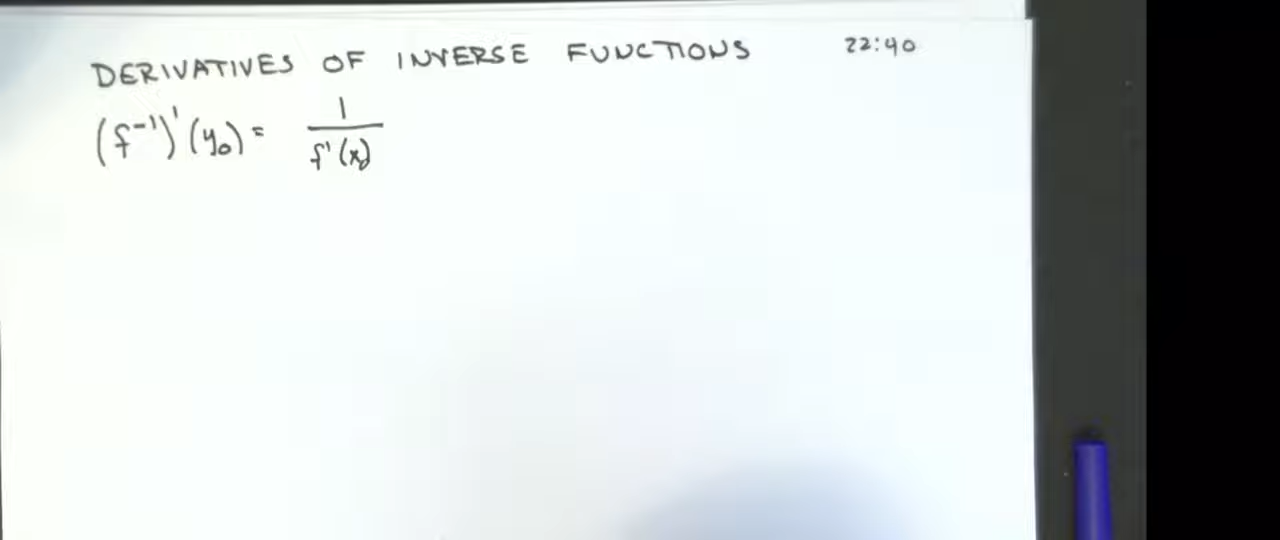 DERIVATIVES OF INVERSE FUNCTIONS 22:40
(f⁻¹)'(y₀) = 1/f'(x₀)